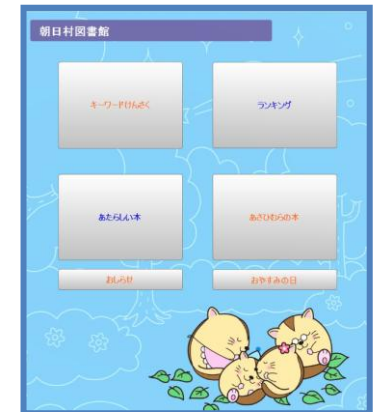 朝日村図書館
キーワードけんさく
ランキング
あたらしい本
あさひむらの本
おしらせ
おやすみの日